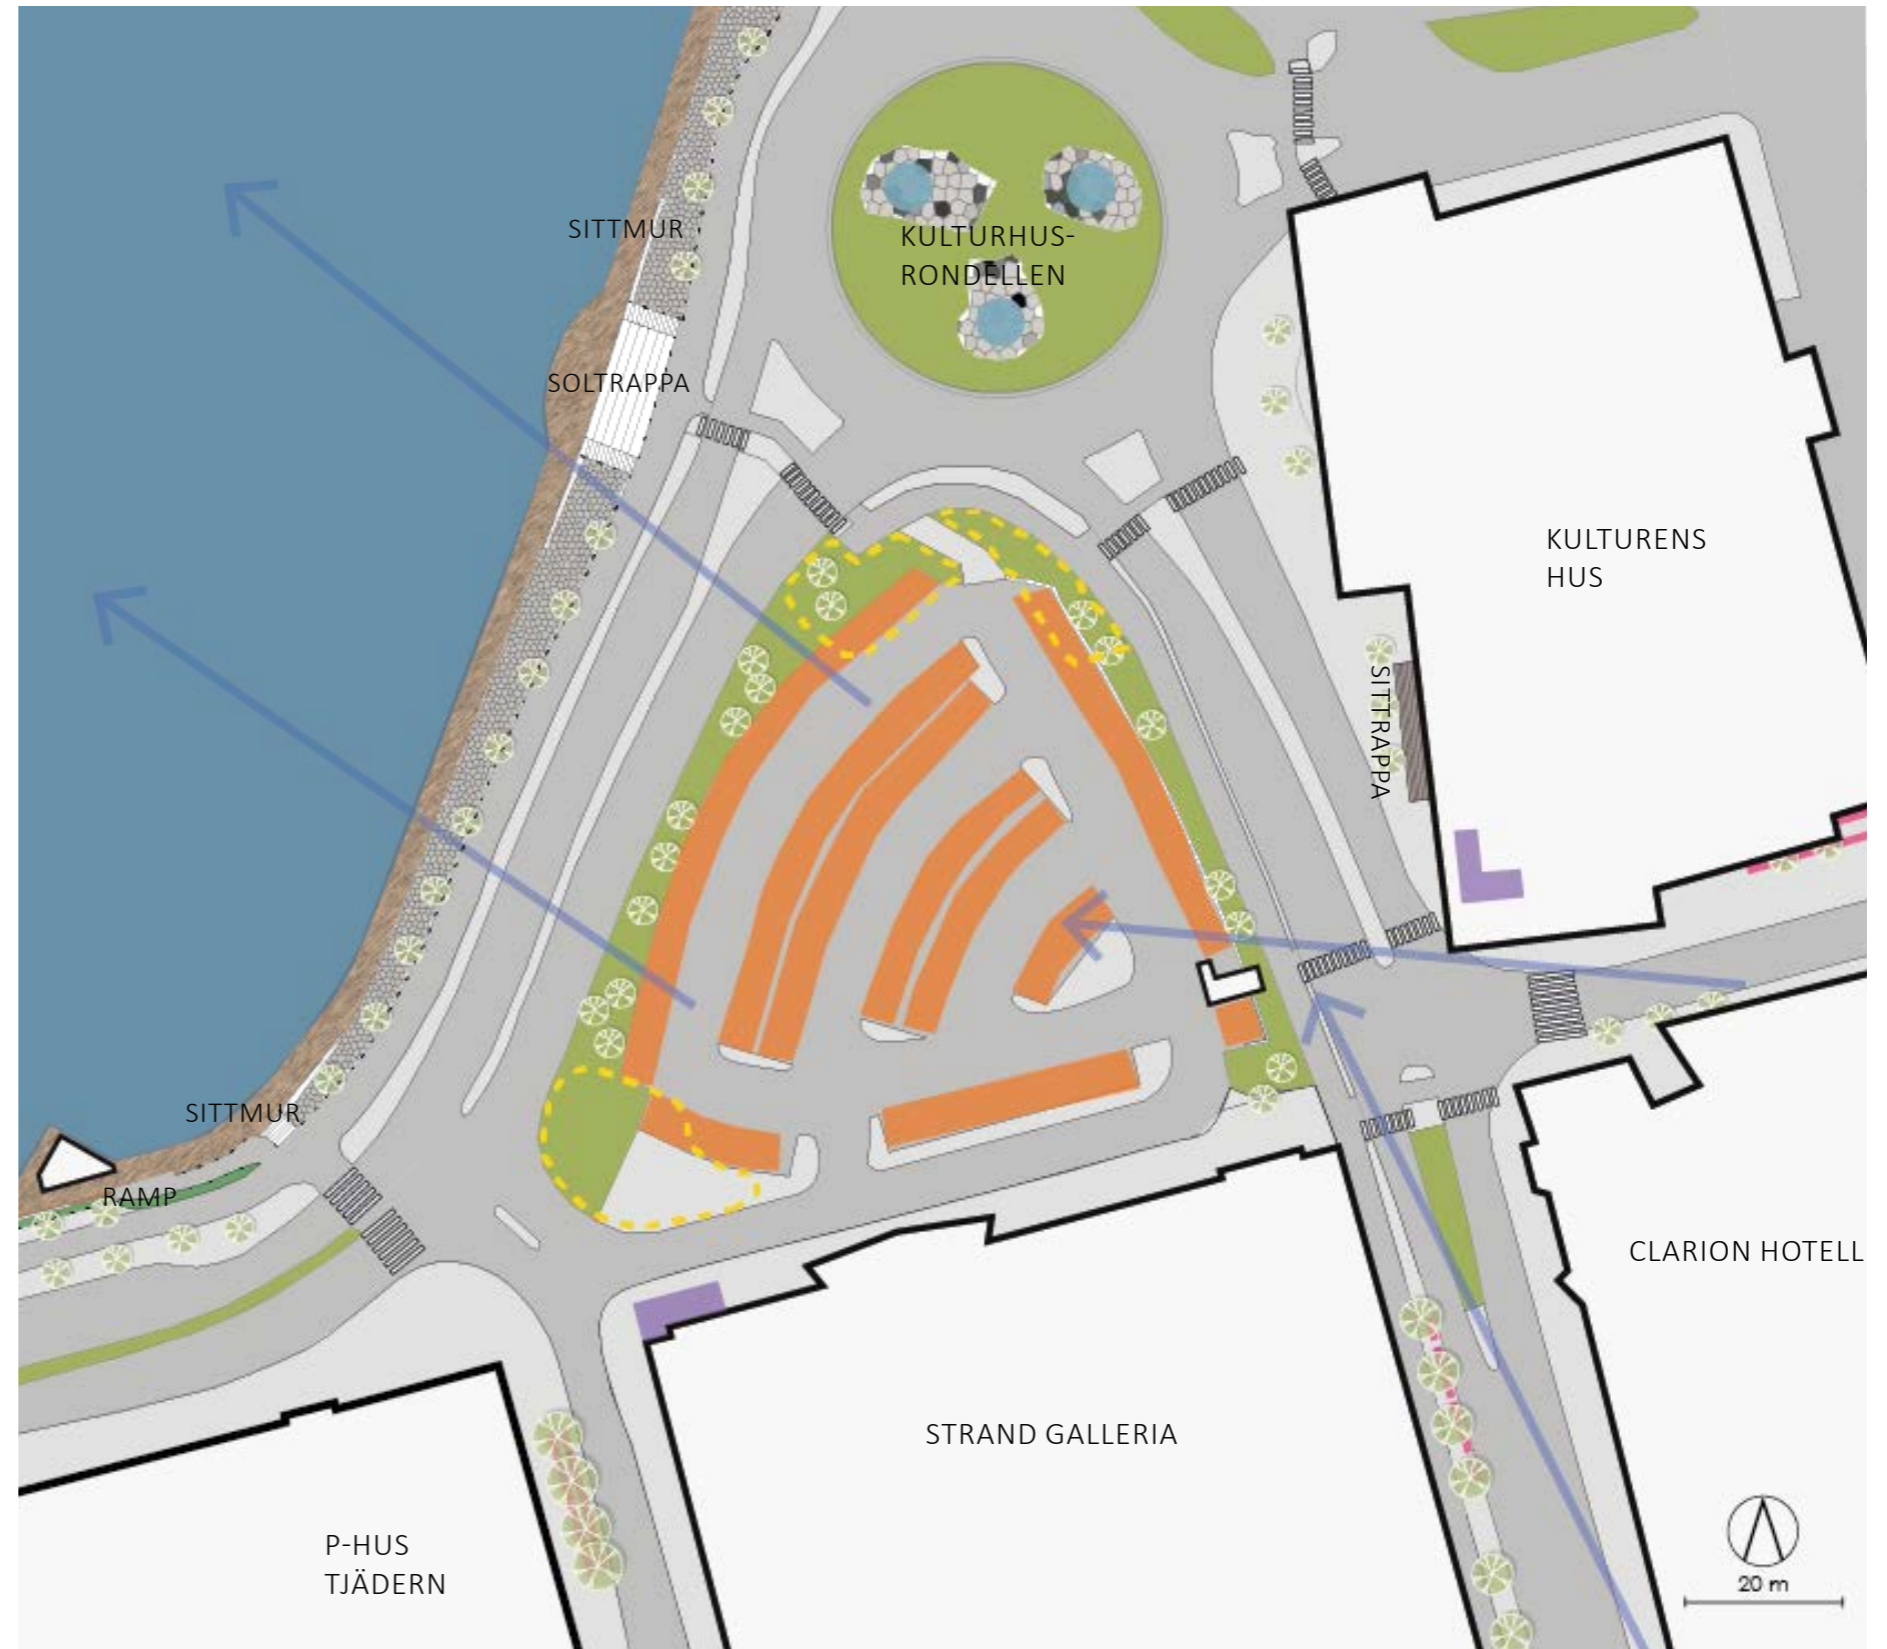 SITTMUR
KULTURHUS-
RONDELLEN
SOLTRAPPA
KULTURENS
HUS
SITTRAPPA
SITTMUR
RAMP
CLARION HOTELL
STRAND GALLERIA
P-HUS
TJÄDERN
20 m